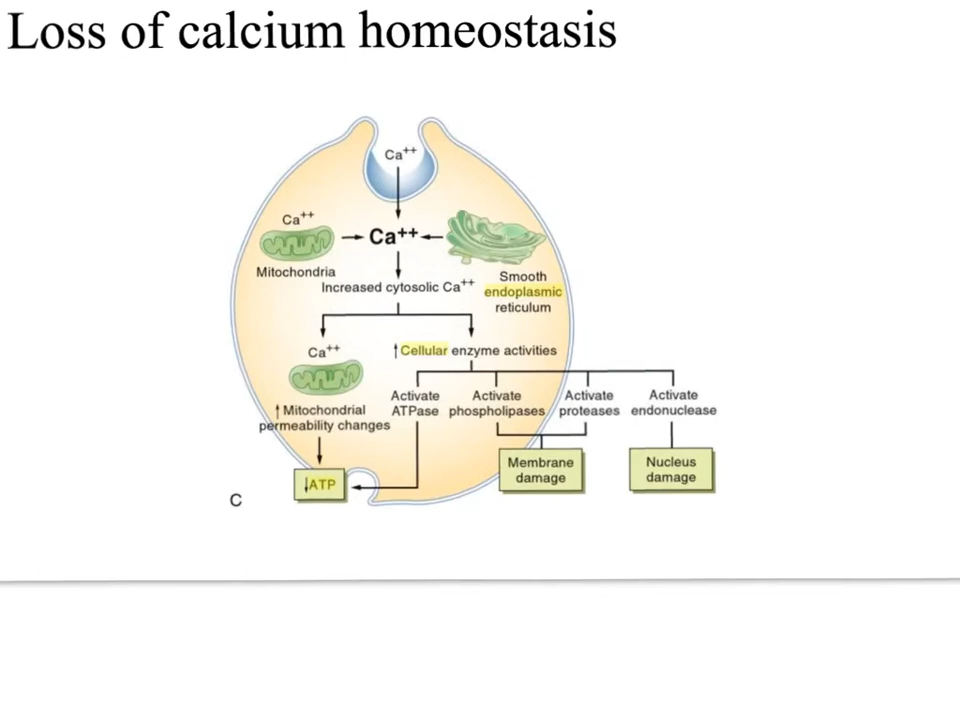 Loss of calcium homeostasis
Ca++
Ca++
Ca++
Mitochondria
Smooth
endoplasmic
reticulum
Increased cytosolic Ca++
Ca++
↑Cellular enzyme activities
↑Mitochondrial
permeability changes
Activate
ATPase
Activate
phospholipases
Activate
proteases
Activate
endonuclease
↓ATP
Membrane
damage
Nucleus
damage
C